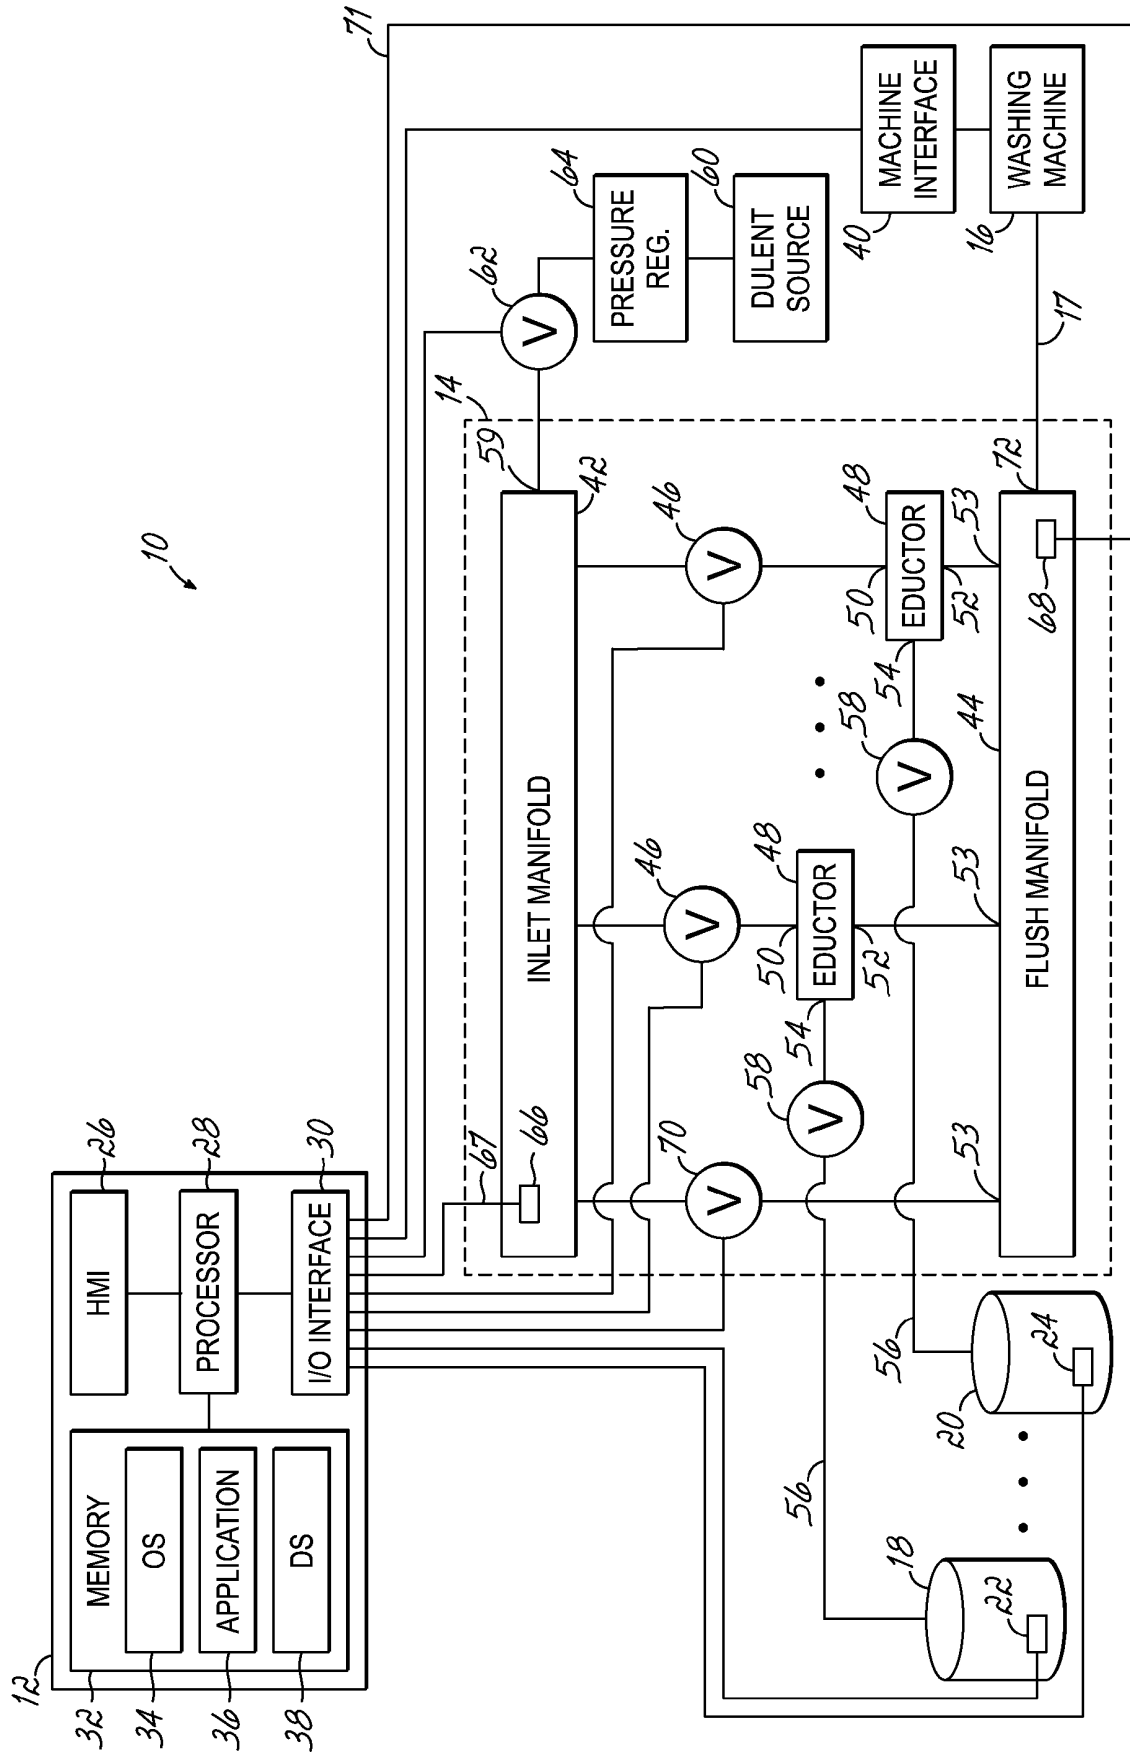 10
12
MEMORY
32
OS
34
APPLICATION
36
DS
38
HMI
26
PROCESSOR
28
I/O INTERFACE
30
71
67
66
INLET MANIFOLD
59
42
14
V
62
PRESSURE
REG.
64
DULENT
SOURCE
60
MACHINE
INTERFACE
40
WASHING
MACHINE
16
17
V
70
V
46
V
46
50
EDUCTOR
48
52
54
V
58
50
EDUCTOR
48
52
54
V
58
53
53
53
FLUSH MANIFOLD
44
68
72
56
56
18
22
20
24